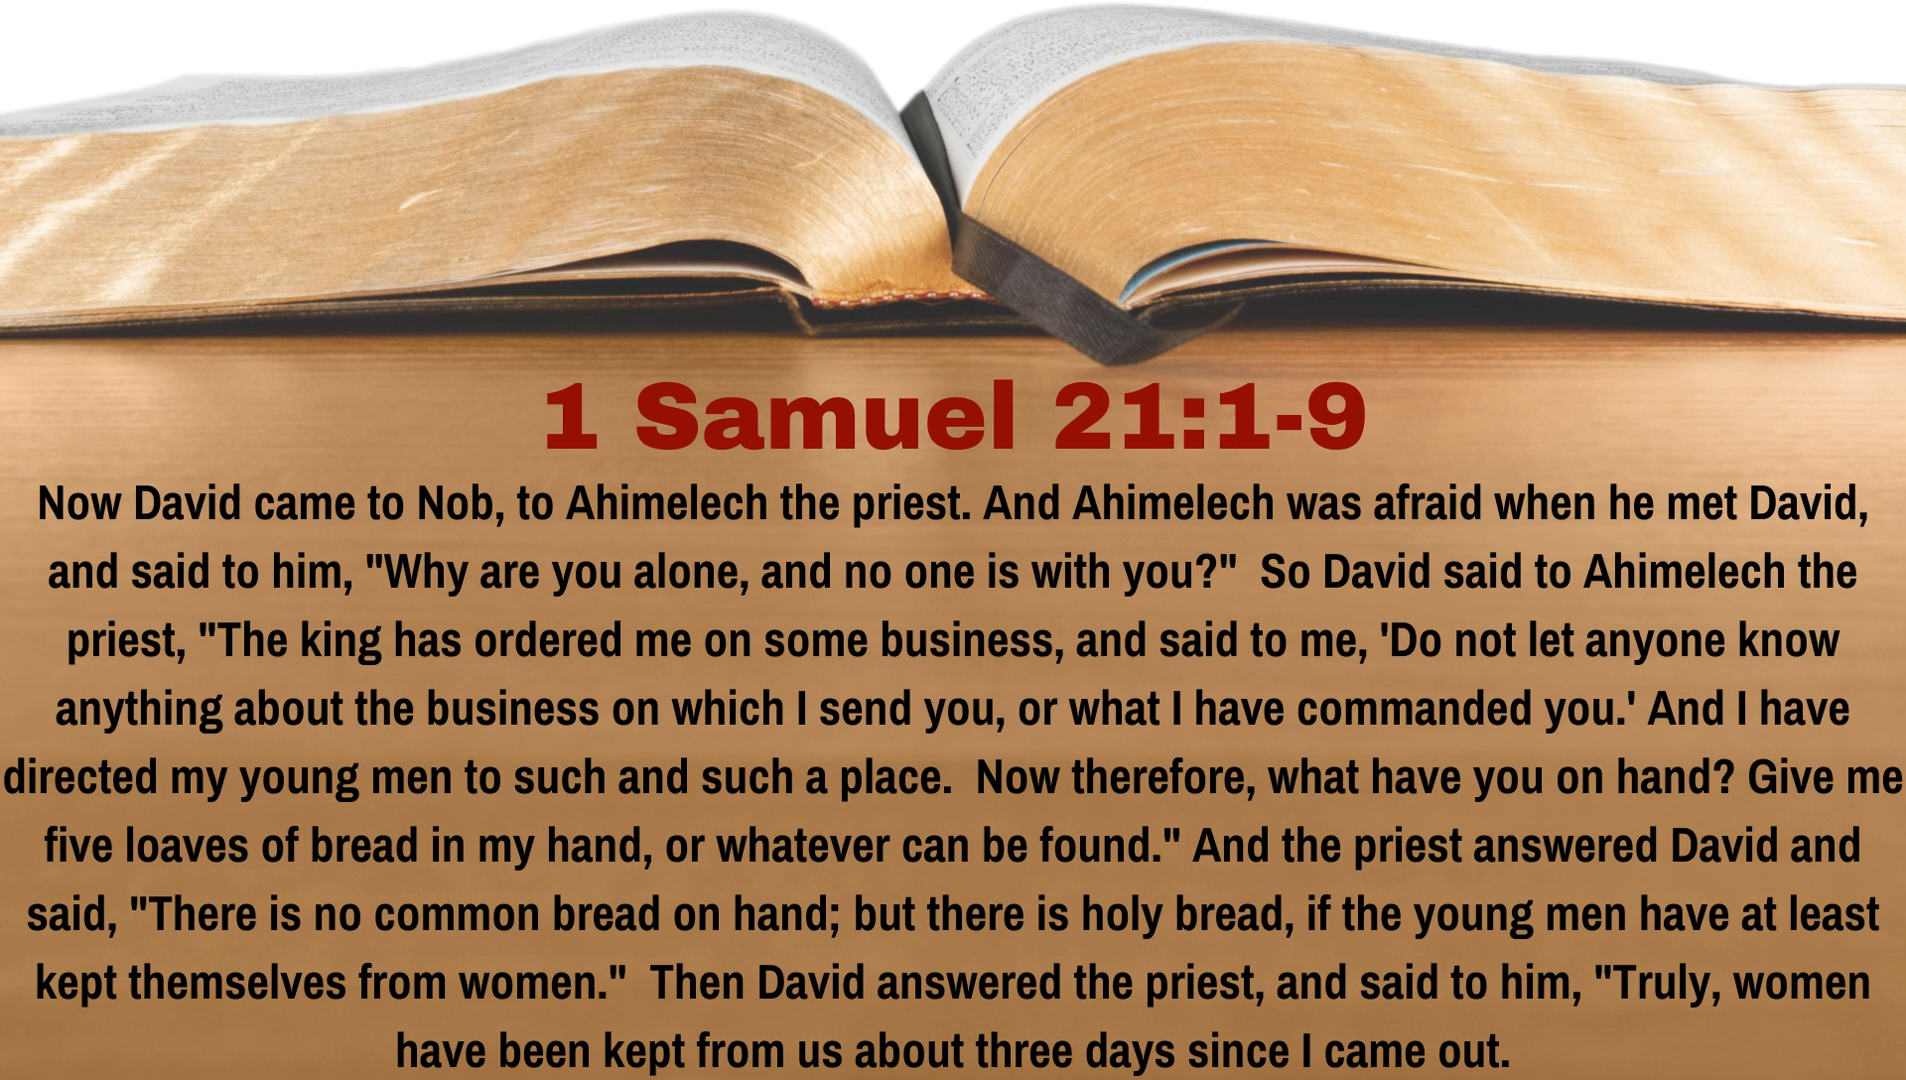 1 Samuel 21:1-9
Now David came to Nob, to Ahimelech the priest. And Ahimelech was afraid when he met David,
and said to him, "Why are you alone, and no one is with you?"  So David said to Ahimelech the
priest, "The king has ordered me on some business, and said to me, 'Do not let anyone know
anything about the business on which I send you, or what I have commanded you.' And I have
directed my young men to such and such a place.  Now therefore, what have you on hand? Give me
five loaves of bread in my hand, or whatever can be found." And the priest answered David and
said, "There is no common bread on hand; but there is holy bread, if the young men have at least
kept themselves from women."  Then David answered the priest, and said to him, "Truly, women
have been kept from us about three days since I came out.